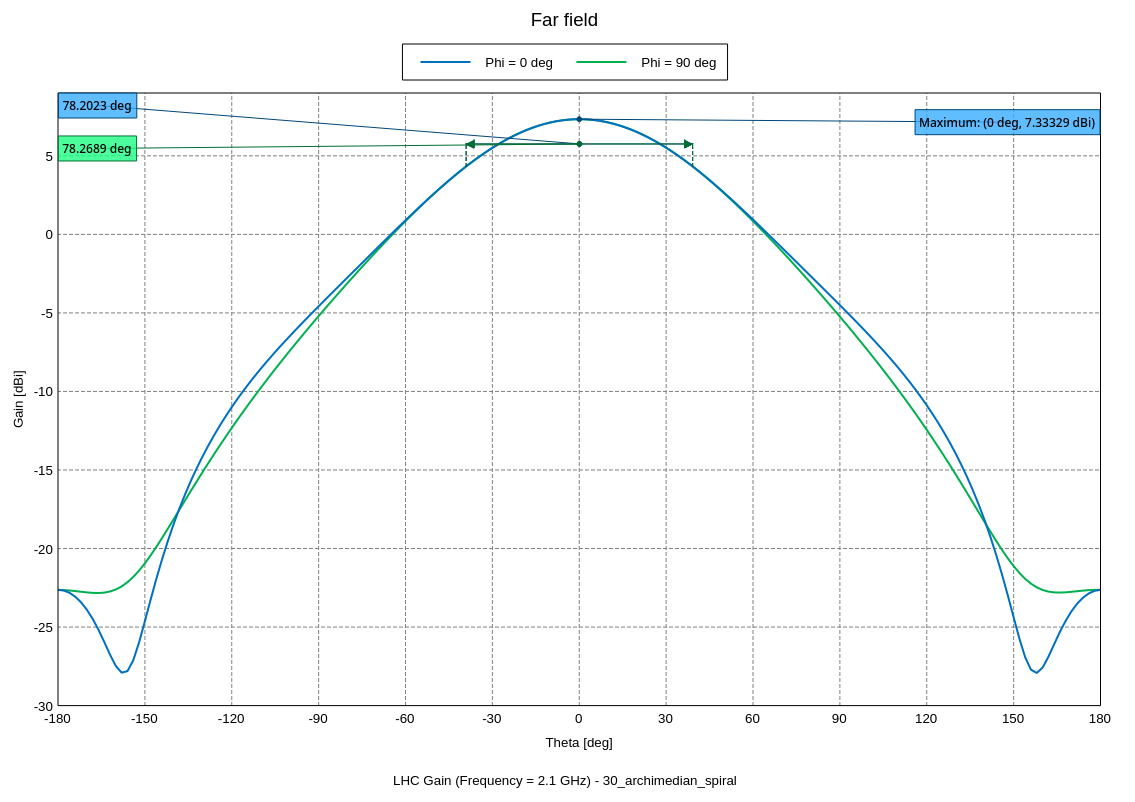 Far field
Phi = 0 deg
Phi = 90 deg
78.2023 deg
Maximum: (0 deg, 7.33329 dBi)
78.2689 deg
5
0
-5
-10
-15
-20
-25
-30
Gain [dBi]
-180 -150 -120 -90 -60 -30 0 30 60 90 120 150 180
Theta [deg]
LHC Gain (Frequency = 2.1 GHz) - 30_archimedian_spiral